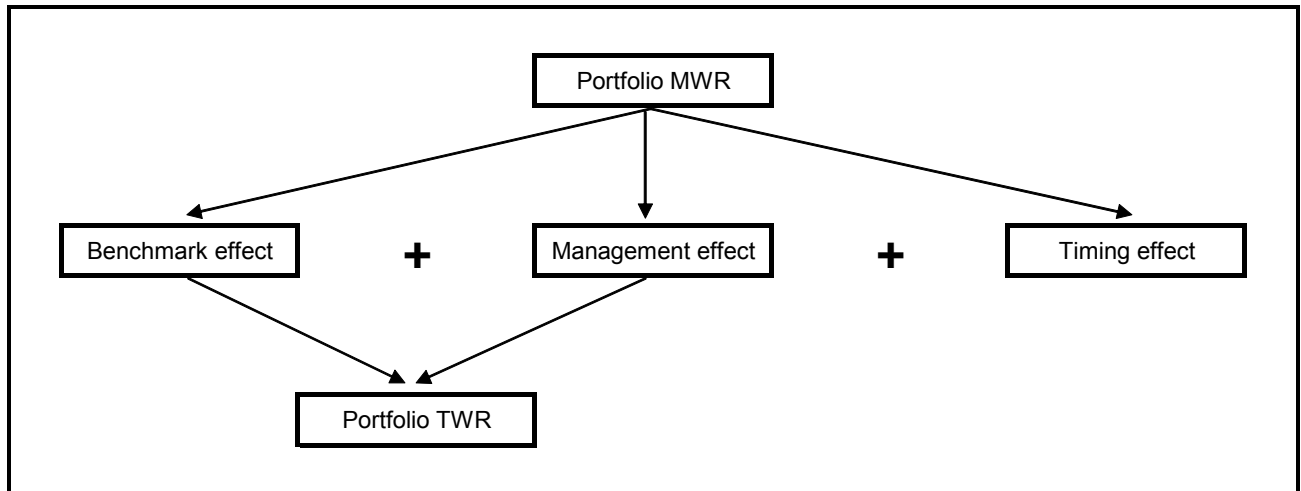 Portfolio MWR
Benchmark effect + Management effect + Timing effect
Portfolio TWR